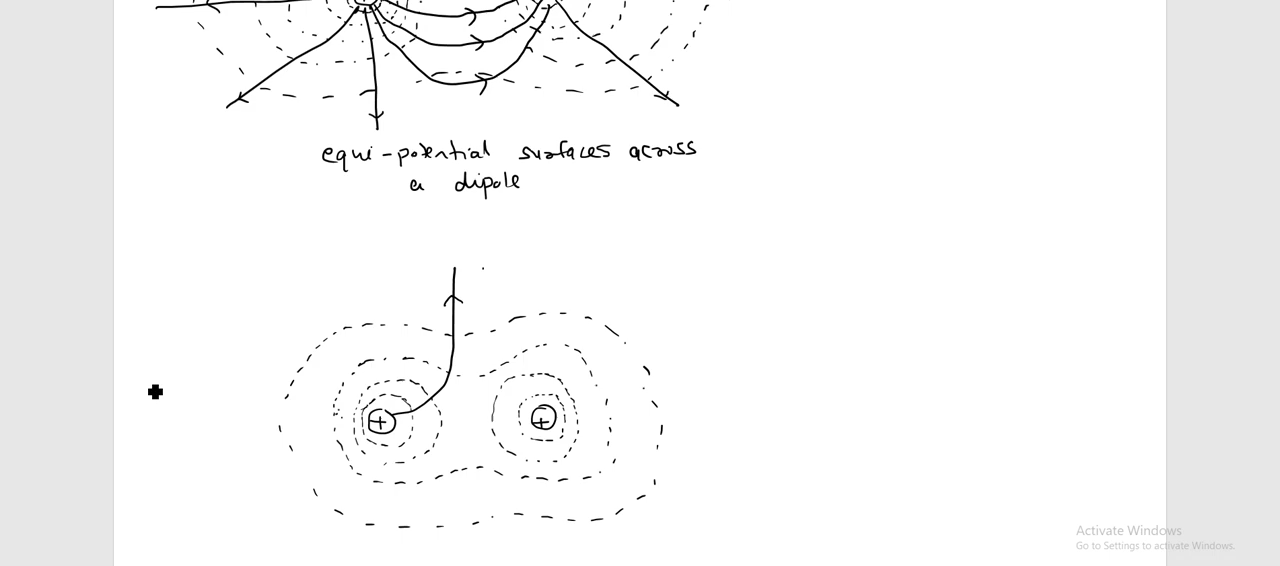 equi-potential surfaces across
a dipole
+ +
Activate Windows
Go to Settings to activate Windows.